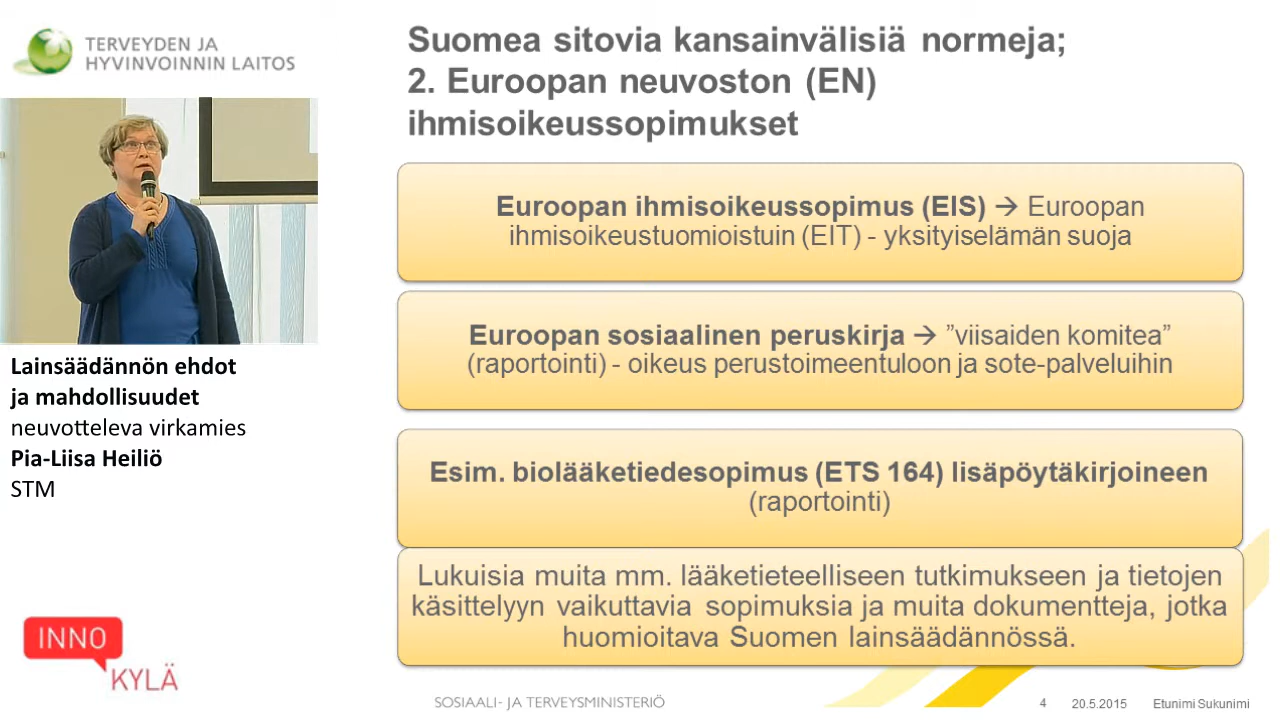 TERVEYDEN JA
HYVINVOINNIN LAITOS
Suomea sitovia kansainvälisiä normeja;
2. Euroopan neuvoston (EN)
ihmisoikeussopimukset
Euroopan ihmisoikeussopimus (EIS) → Euroopan
ihmisoikeustuomioistuin (EIT) - yksityiselämän suoja
Euroopan sosiaalinen peruskirja → ”viisaiden komitea”
(raportointi) - oikeus perustoimeentuloon ja sote-palveluihin
Esim. biolääketiedesopimus (ETS 164) lisäpöytäkirjoineen
(raportointi)
Lukuisia muita mm. lääketieteelliseen tutkimukseen ja tietojen
käsittelyyn vaikuttavia sopimuksia ja muita dokumentteja, jotka
huomioitava Suomen lainsäädännössä.
Lainsäädännön ehdot
ja mahdollisuudet
neuvotteleva virkamies
Pia-Liisa Heiliö
STM
INNO
KYLÄ
SOSIAALI- JA TERVEYSMINISTERIÖ
4 20.5.2015 Etunimi Sukunimi